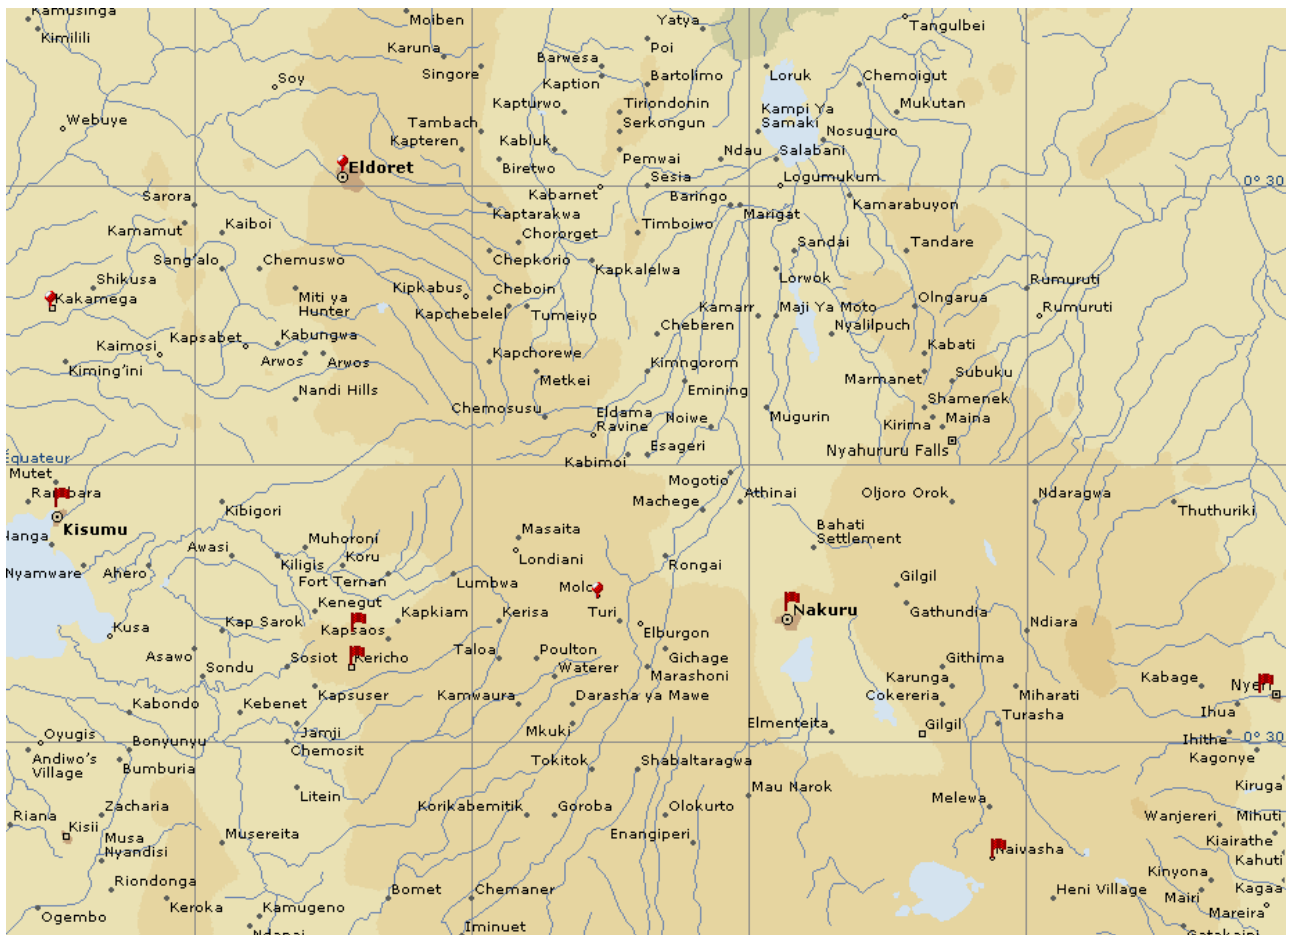 Kamusinga
Moiben
Yatya
Tangulbei
Kimilili
Karuna
Poi
Barwesa
Singore
Bartolimo
Loruk
Chemoigut
Soy
Kaption
Kapturwo
Tiriondonin
Kampi Ya
Samaki
Mukutan
Webuye
Tambach
Serkongun
Nosuguro
Kapteren
Kabluk
Ndau
Salabani
Pemwai
Eldoret
Biretwo
Sesia
Logumukum
0° 30
Sarora
Kabarnet
Baringo
Kamarabuyon
Kaptarakwa
Marigat
Kamamut
Kaiboi
Chororget
Timboiwo
Sandai
Tandare
Sang'alo
Chemuswo
Chepkorio
Kapkalelwa
Lorwok
Shikusa
Rumuruti
Kipkabus
Cheboin
Kakamega
Miti ya
Hunter
Olngarua
Kapchebelel
Tumeiyo
Kamarr
Maji Ya Moto
Rumuruti
Cheberen
Nyalilpuch
Kapsabet
Kabungwa
Kaimosi
Kabati
Arwos
Arwos
Kapchorewe
Kimngorom
Kiming'ini
Metkei
Marmanet
Subuku
Nandi Hills
Emining
Chemosusu
Eldama
Ravine
Noiwe
Mugurin
Shamenek
Kirima
Maina
Esageri
Nyahururu Falls
Équateur
Kabimoi
Mutet
Mogotio
Rambara
Machege
Athinai
Oljoro Orok
Ndaragwa
Kibigori
Thuthuriki
Kisumu
Masaita
Bahati
Settlement
Hanga
Awasi
Muhoroni
Londiani
Koru
Kiligis
Rongai
Nyamware
Ahero
Fort Ternan
Lumbwa
Gilgil
Molo
Kenegut
Kapkiam
Kerisa
Turi
Nakuru
Gathundia
Kusa
Kap Sarok
Kapsaos
Elburgon
Ndiara
Asawo
Sosiot
Kericho
Taloa
Poulton
Gichage
Githima
Sondu
Waterer
Marashoni
Karunga
Kabage
Nyeri
Kapsuser
Kamwaura
Darasha ya Mawe
Cokereria
Miharati
Kabondo
Kebenet
Ihua
Elmenteita
Gilgil
Turasha
Oyugis
Jamji
Mkuki
Ihithe
0° 30
Bonyunyu
Chemosit
Kagonye
Andiwo's
Village
Bumburia
Tokitok
Shabaltaragwa
Mau Narok
Kiruga
Litein
Melewa
Zacharia
Korikabemitik
Goroba
Olokurto
Riana
Wanjereri
Mihuti
Kisii
Musa
Nyandisi
Musereita
Enangiperi
Kiairathe
Naivasha
Kahuti
Riondonga
Kinyona
Bomet
Chemaner
Heni Village
Kagaa
Keroka
Kamugeno
Mairi
Ogembo
Mareira
Ndanai
Iminuet
Gatakaini